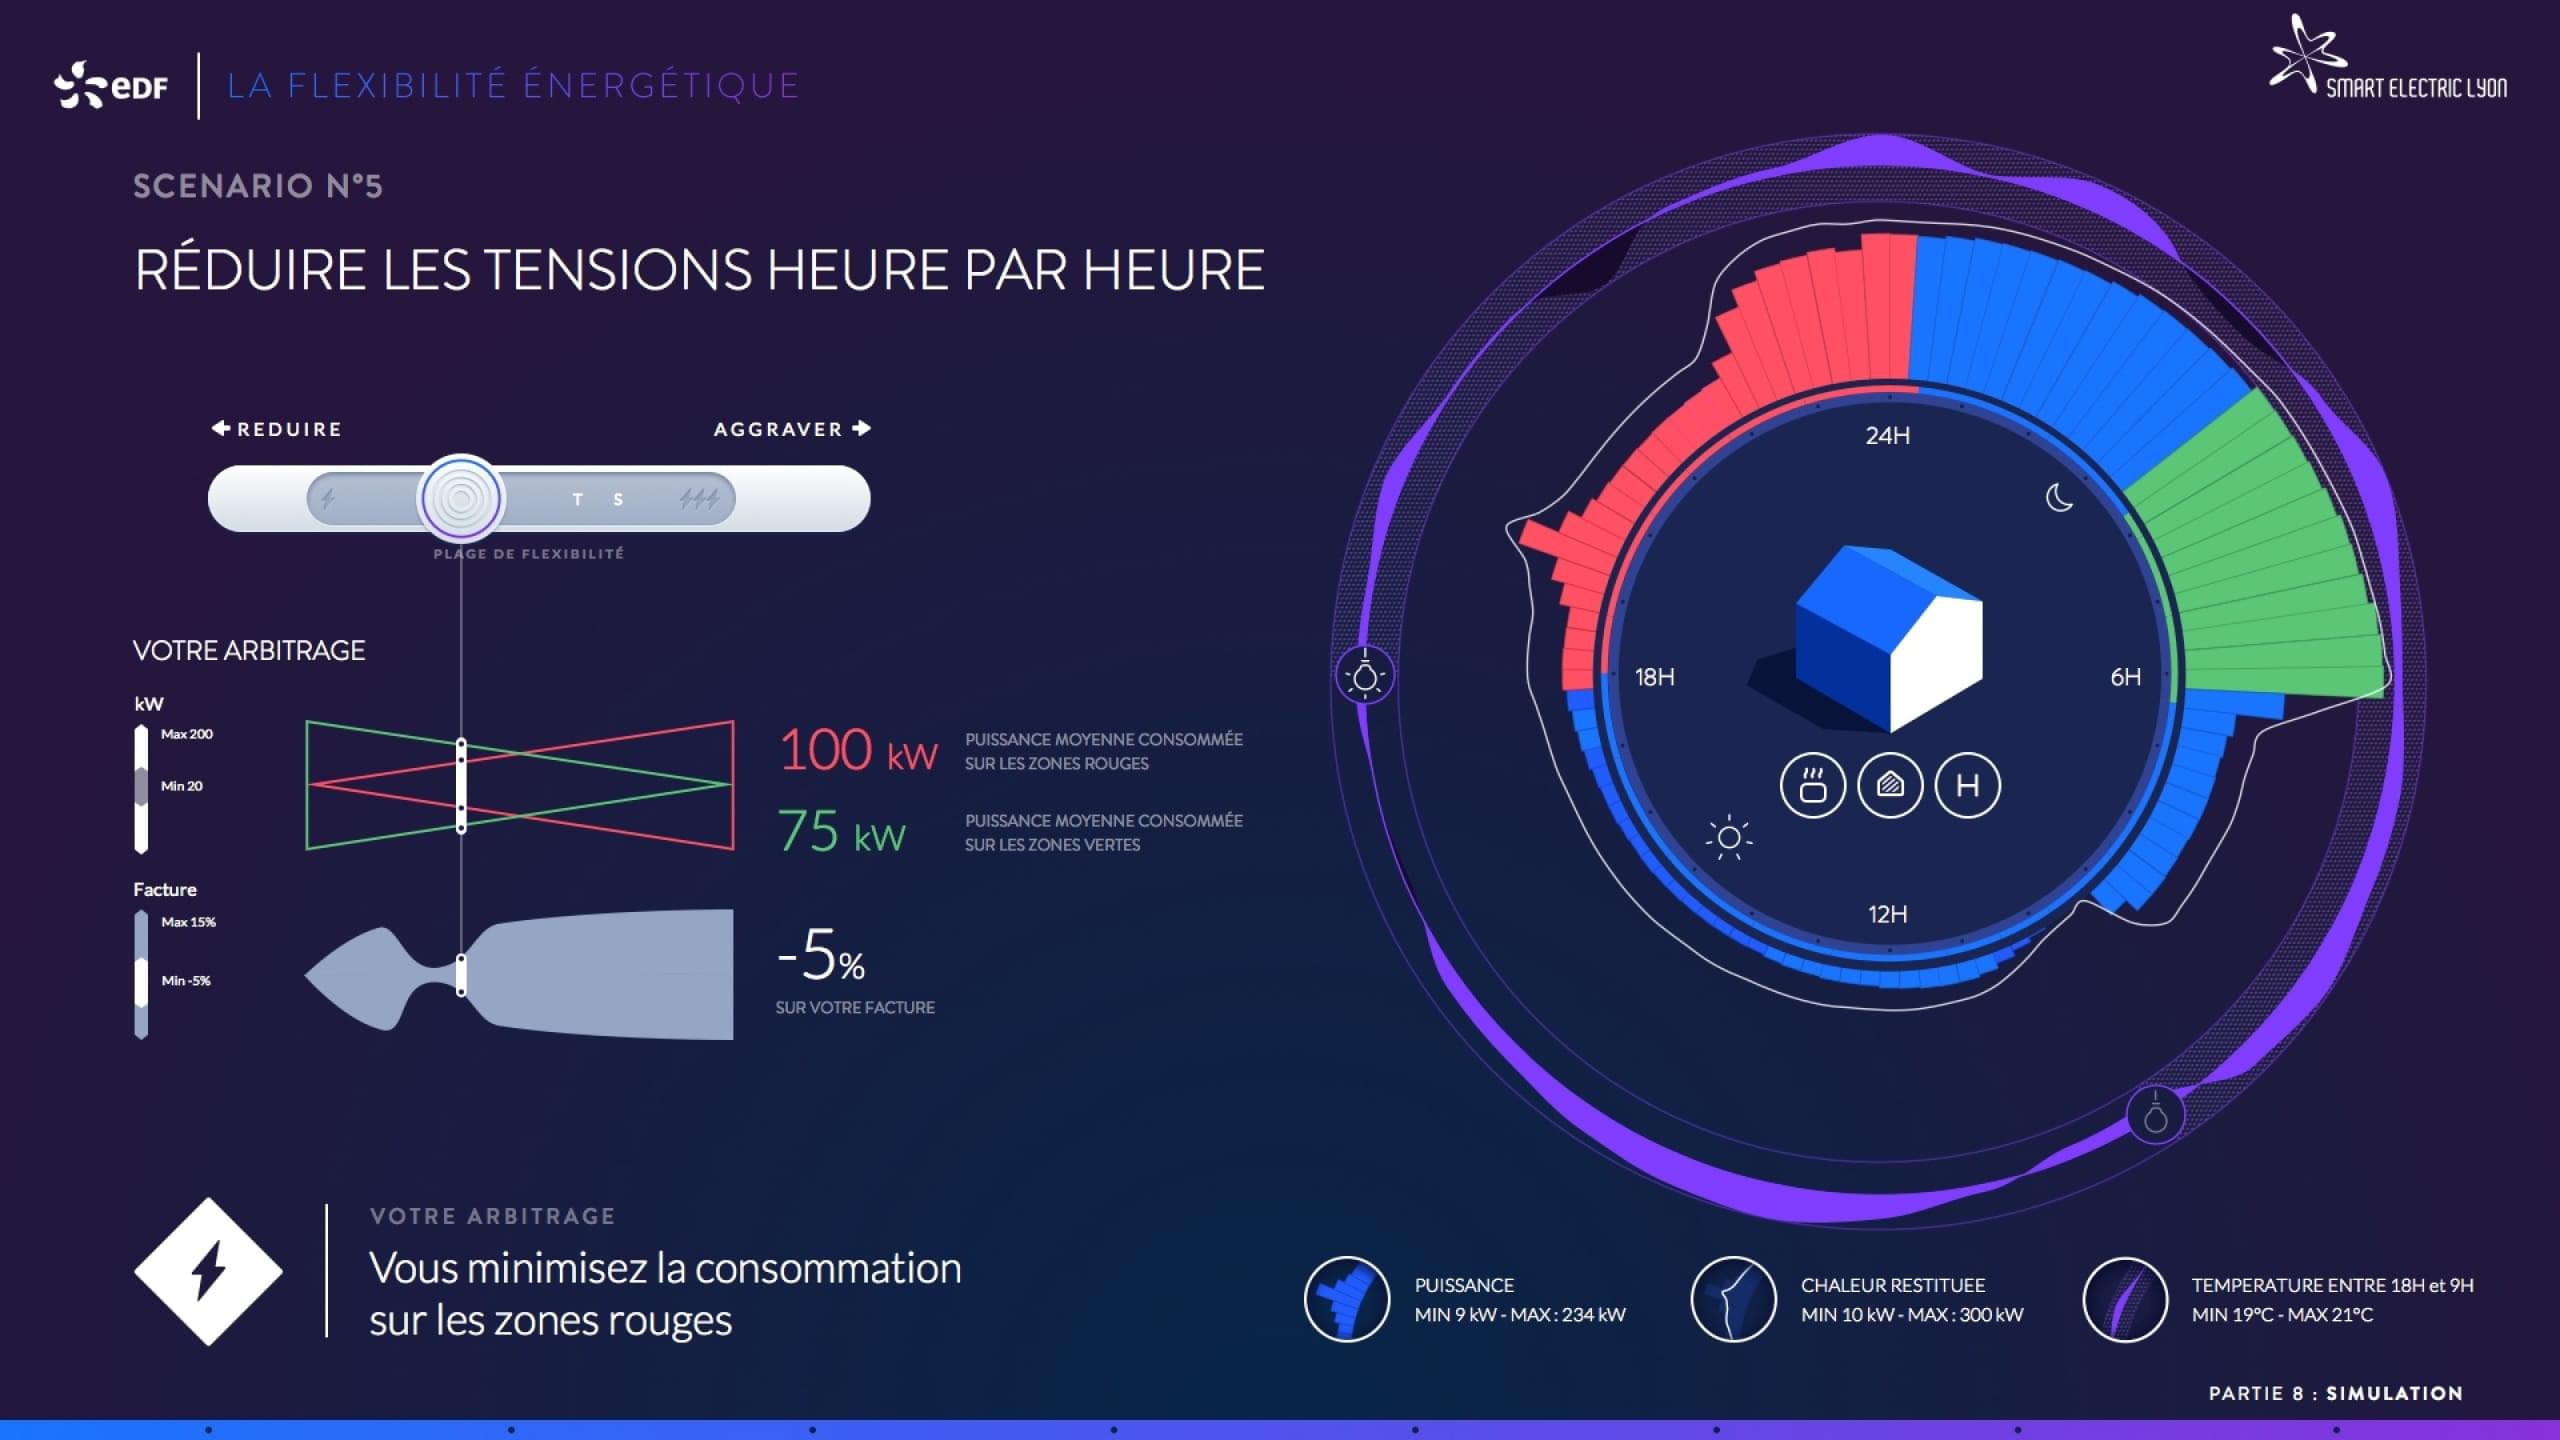 eDF
LA FLEXIBILITÉ ÉNERGÉTIQUE
SMART ELECTRIC LYON
SCENARIO N°5
RÉDUIRE LES TENSIONS HEURE PAR HEURE
REDUIRE
AGGRAVER
T S
PLAGE DE FLEXIBILITÉ
VOTRE ARBITRAGE
kW
Max 200
Min 20
100 kW
PUISSANCE MOYENNE CONSOMMÉE
SUR LES ZONES ROUGES
75 kW
PUISSANCE MOYENNE CONSOMMÉE
SUR LES ZONES VERTES
Facture
Max 15%
Min -5%
-5%
SUR VOTRE FACTURE
VOTRE ARBITRAGE
Vous minimisez la consommation
sur les zones rouges
24H
18H
6H
H
12H
PUISSANCE
MIN 9 kW - MAX : 234 kW
CHALEUR RESTITUEE
MIN 10 kW - MAX : 300 kW
TEMPERATURE ENTRE 18H et 9H
MIN 19°C - MAX 21°C
PARTIE 8 : SIMULATION